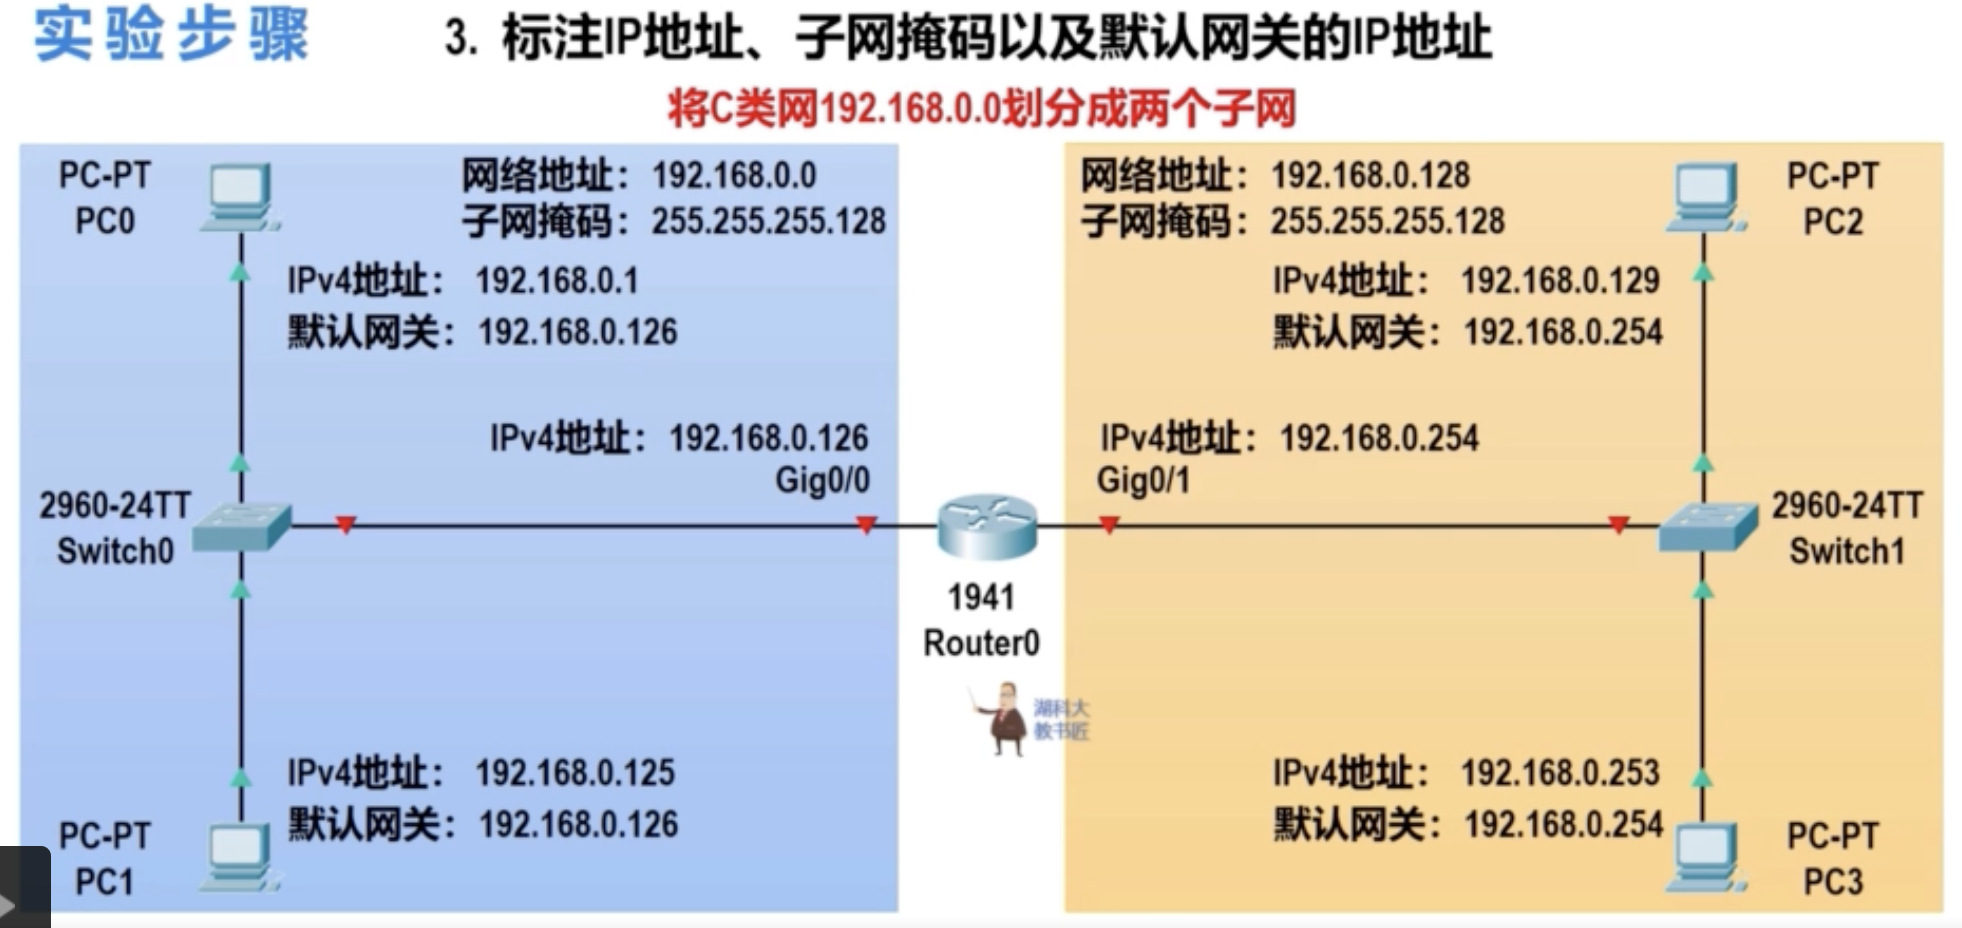 实验步骤
3. 标注IP地址、子网掩码以及默认网关的IP地址
将C类网192.168.0.0划分成两个子网
PC-PT
PC0
网络地址：192.168.0.0
子网掩码：255.255.255.128
IPv4地址：192.168.0.1
默认网关：192.168.0.126
IPv4地址：192.168.0.126
Gig0/0
2960-24TT
Switch0
IPv4地址：192.168.0.125
默认网关：192.168.0.126
PC-PT
PC1
1941
Router0
湖科大
教书匠
网络地址：192.168.0.128
子网掩码：255.255.255.128
PC-PT
PC2
IPv4地址：192.168.0.129
默认网关：192.168.0.254
IPv4地址：192.168.0.254
Gig0/1
2960-24TT
Switch1
IPv4地址：192.168.0.253
默认网关：192.168.0.254
PC-PT
PC3